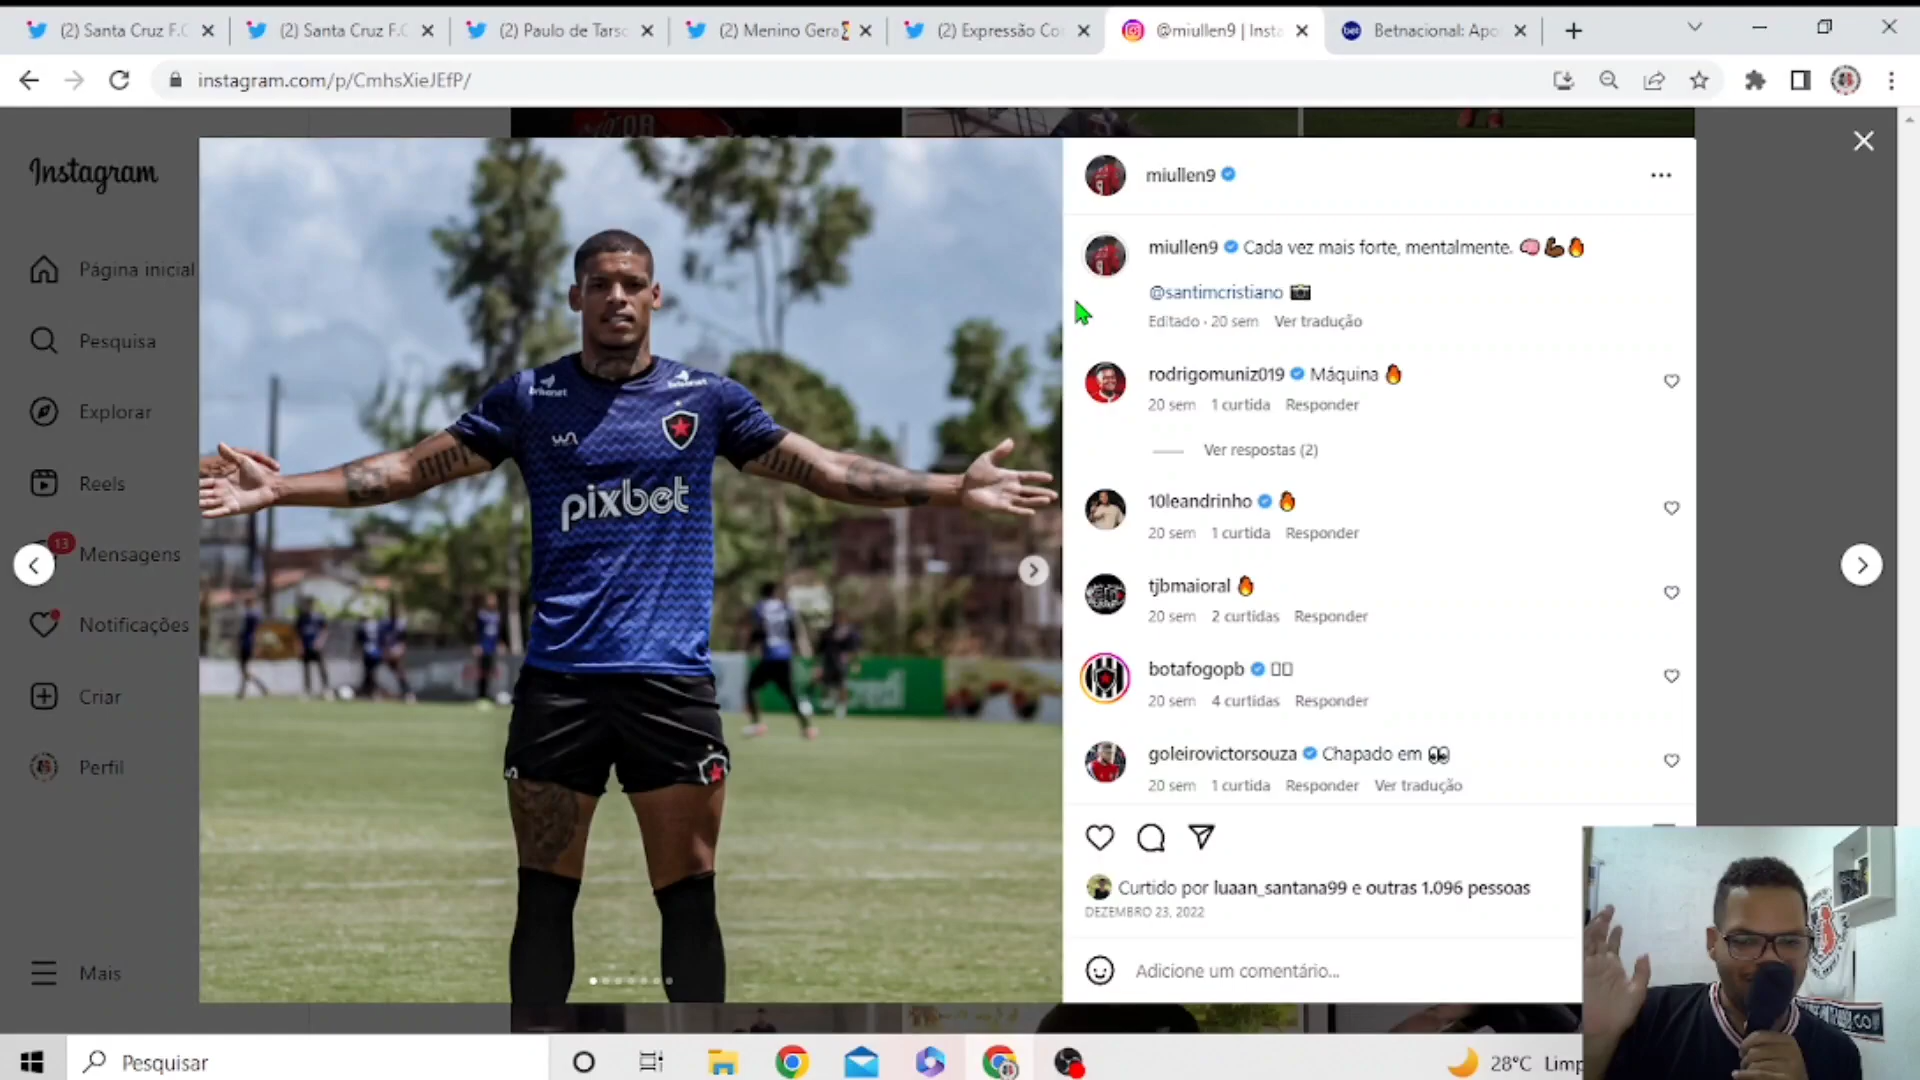 (2) Santa Cruz F.C
(2) Santa Cruz F.C
(2) Paulo de Tarso
(2) Menino Gera
(2) Expressão Co
@miullen9 | Insta
Betnacional: Apo
instagram.com/p/CmhsXieJEfP/
Instagram
Página inicial
Pesquisa
Explorar
Reels
13
Mensagens
Notificações
Criar
Perfil
Mais
brisanet
brisanet
pixbet
miullen9
miullen9 Cada vez mais forte, mentalmente. 🧠💪🏾🔥
@santimcristiano 📷
Editado · 20 sem Ver tradução
rodrigomuniz019 Máquina 🔥
20 sem 1 curtida Responder
Ver respostas (2)
10leandrinho 🔥
20 sem 1 curtida Responder
tjbmaioral 🔥
20 sem 2 curtidas Responder
botafogopb
20 sem 4 curtidas Responder
goleirovictorsouza Chapado em 👀
20 sem 1 curtida Responder Ver tradução
Curtido por luaan_santana99 e outras 1.096 pessoas
DEZEMBRO 23, 2022
Adicione um comentário...
Pesquisar
28°C Limp